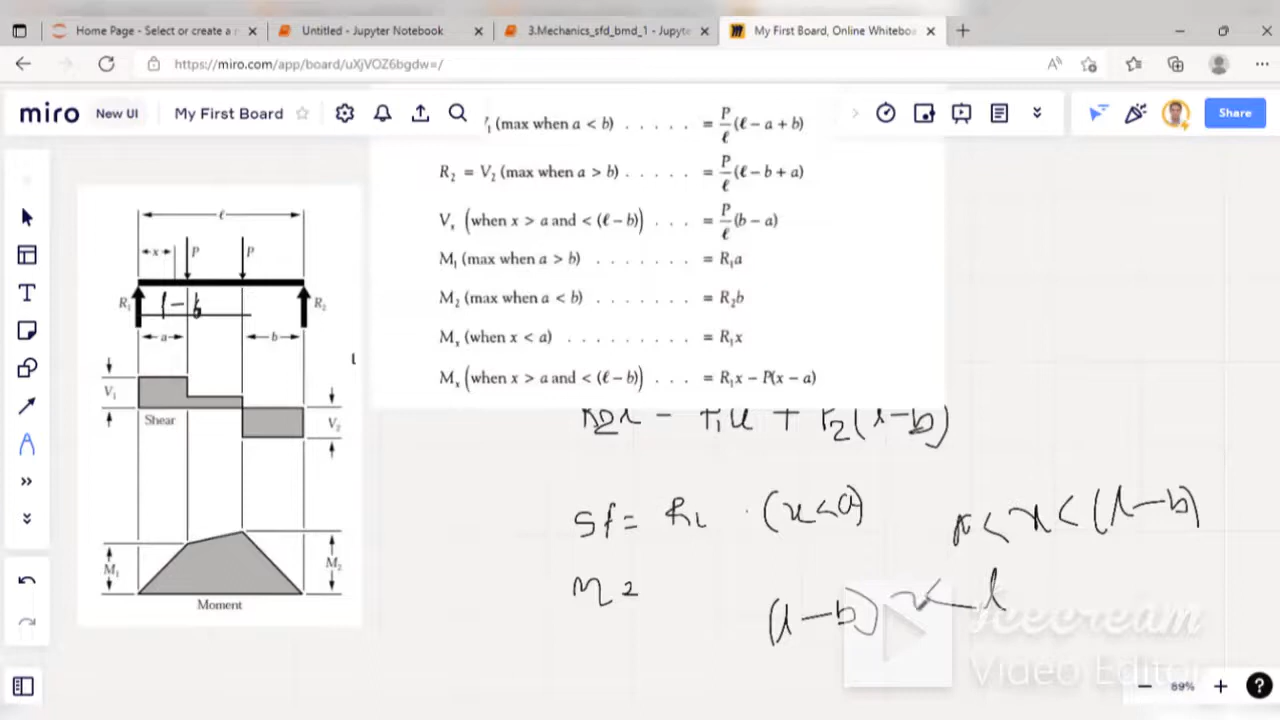 Home Page - Select or create a n
Untitled - Jupyter Notebook
3.Mechanics_sfd_bmd_1 - Jupyte
My First Board, Online Whiteboa
https://miro.com/app/board/uXjVOZ6bgdw=/
miro New UI My First Board
Share
(max when a < b) . . . . . = P/ℓ (ℓ – a + b)
R₂ = V₂ (max when a > b) . . . . . = P/ℓ (ℓ – b + a)
Vₓ (when x > a and < (ℓ – b)) . . . = P/ℓ (b – a)
M₁ (max when a > b) . . . . . . . = R₁a
M₂ (max when a < b) . . . . . . . = R₂b
Mₓ (when x < a) . . . . . . . . . = R₁x
Mₓ (when x > a and < (ℓ – b)) . . . = R₁x – P(x – a)
ℓ
x P P
R₁ l-b R₂
a b
V₁
Shear V₂
M₁ M₂
Moment
Sf = R₁ . (x<a)
x < (l-b)
(l-b) x< l
Icecream
Video Editor
89%